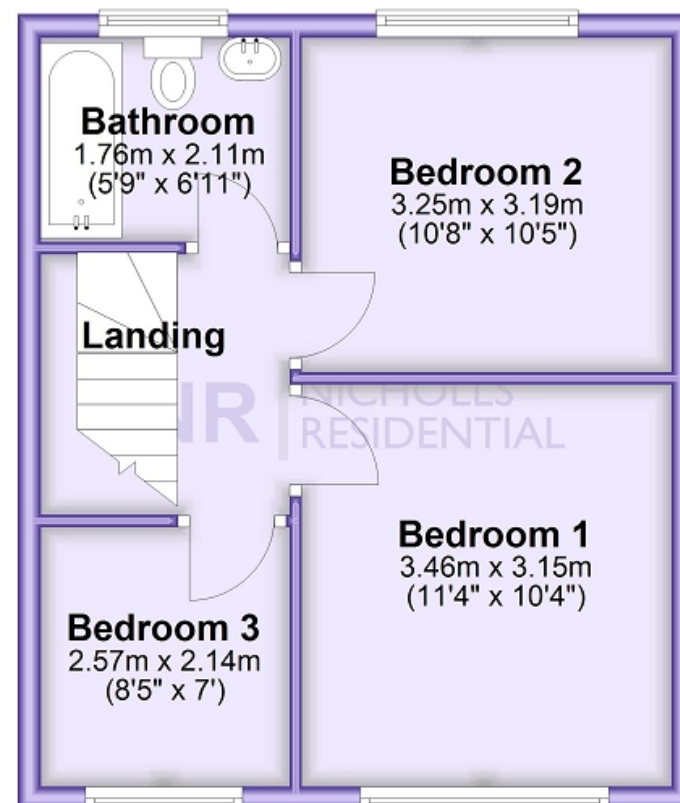 Bathroom
1.76m x 2.11m
(5'9" x 6'11")
Bedroom 2
3.25m x 3.19m
(10'8" x 10'5")
Landing
NR
NICHOLLS
RESIDENTIAL
Bedroom 1
3.46m x 3.15m
(11'4" x 10'4")
Bedroom 3
2.57m x 2.14m
(8'5" x 7')